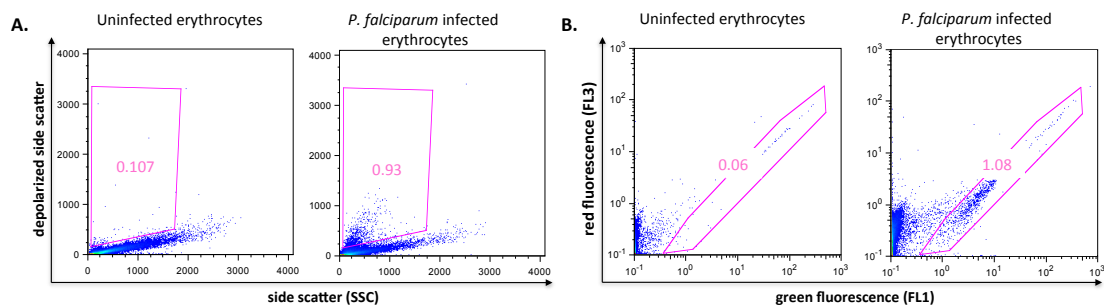 A.
Uninfected erythrocytes
P. falciparum infected
erythrocytes
depolarized side scatter
4000
3000
2000
1000
0
0.107
0 1000 2000 3000 4000
4000
3000
2000
1000
0
0.93
0 1000 2000 3000 4000
side scatter (SSC)
B.
Uninfected erythrocytes
P. falciparum infected
erythrocytes
red fluorescence (FL3)
10³
10²
10¹
10⁰
10⁻¹
0.06
10⁻¹ 10⁰ 10¹ 10² 10³
10³
10²
10¹
10⁰
10⁻¹
1.08
10⁻¹ 10⁰ 10¹ 10² 10³
green fluorescence (FL1)